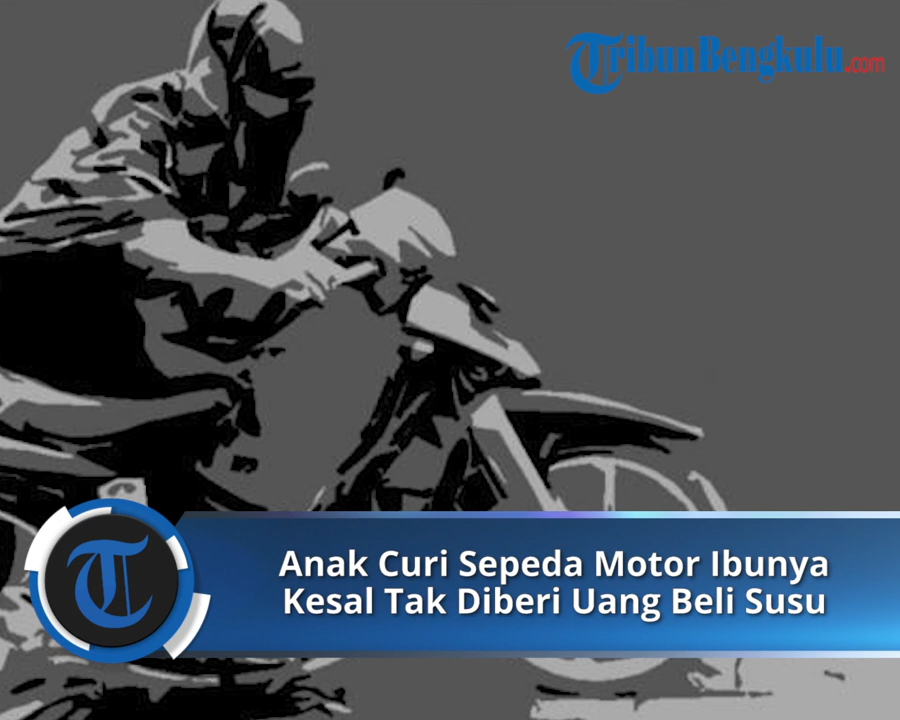 TribunBengkulu.com
Anak Curi Sepeda Motor Ibunya
Kesal Tak Diberi Uang Beli Susu
T